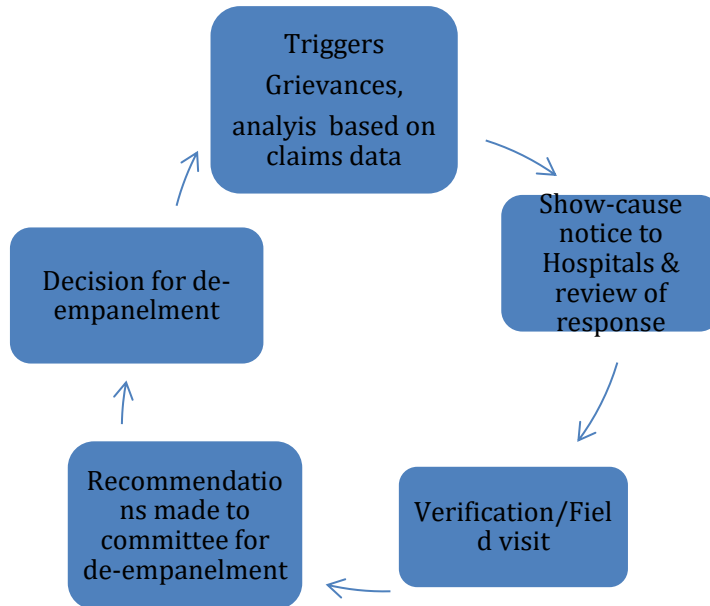 Triggers
Grievances,
analyis based on
claims data
Show-cause
notice to
Hospitals &
review of
response
Verification/Fiel
d visit
Recommendatio
ns made to
committee for
de-empanelment
Decision for de-
empanelment